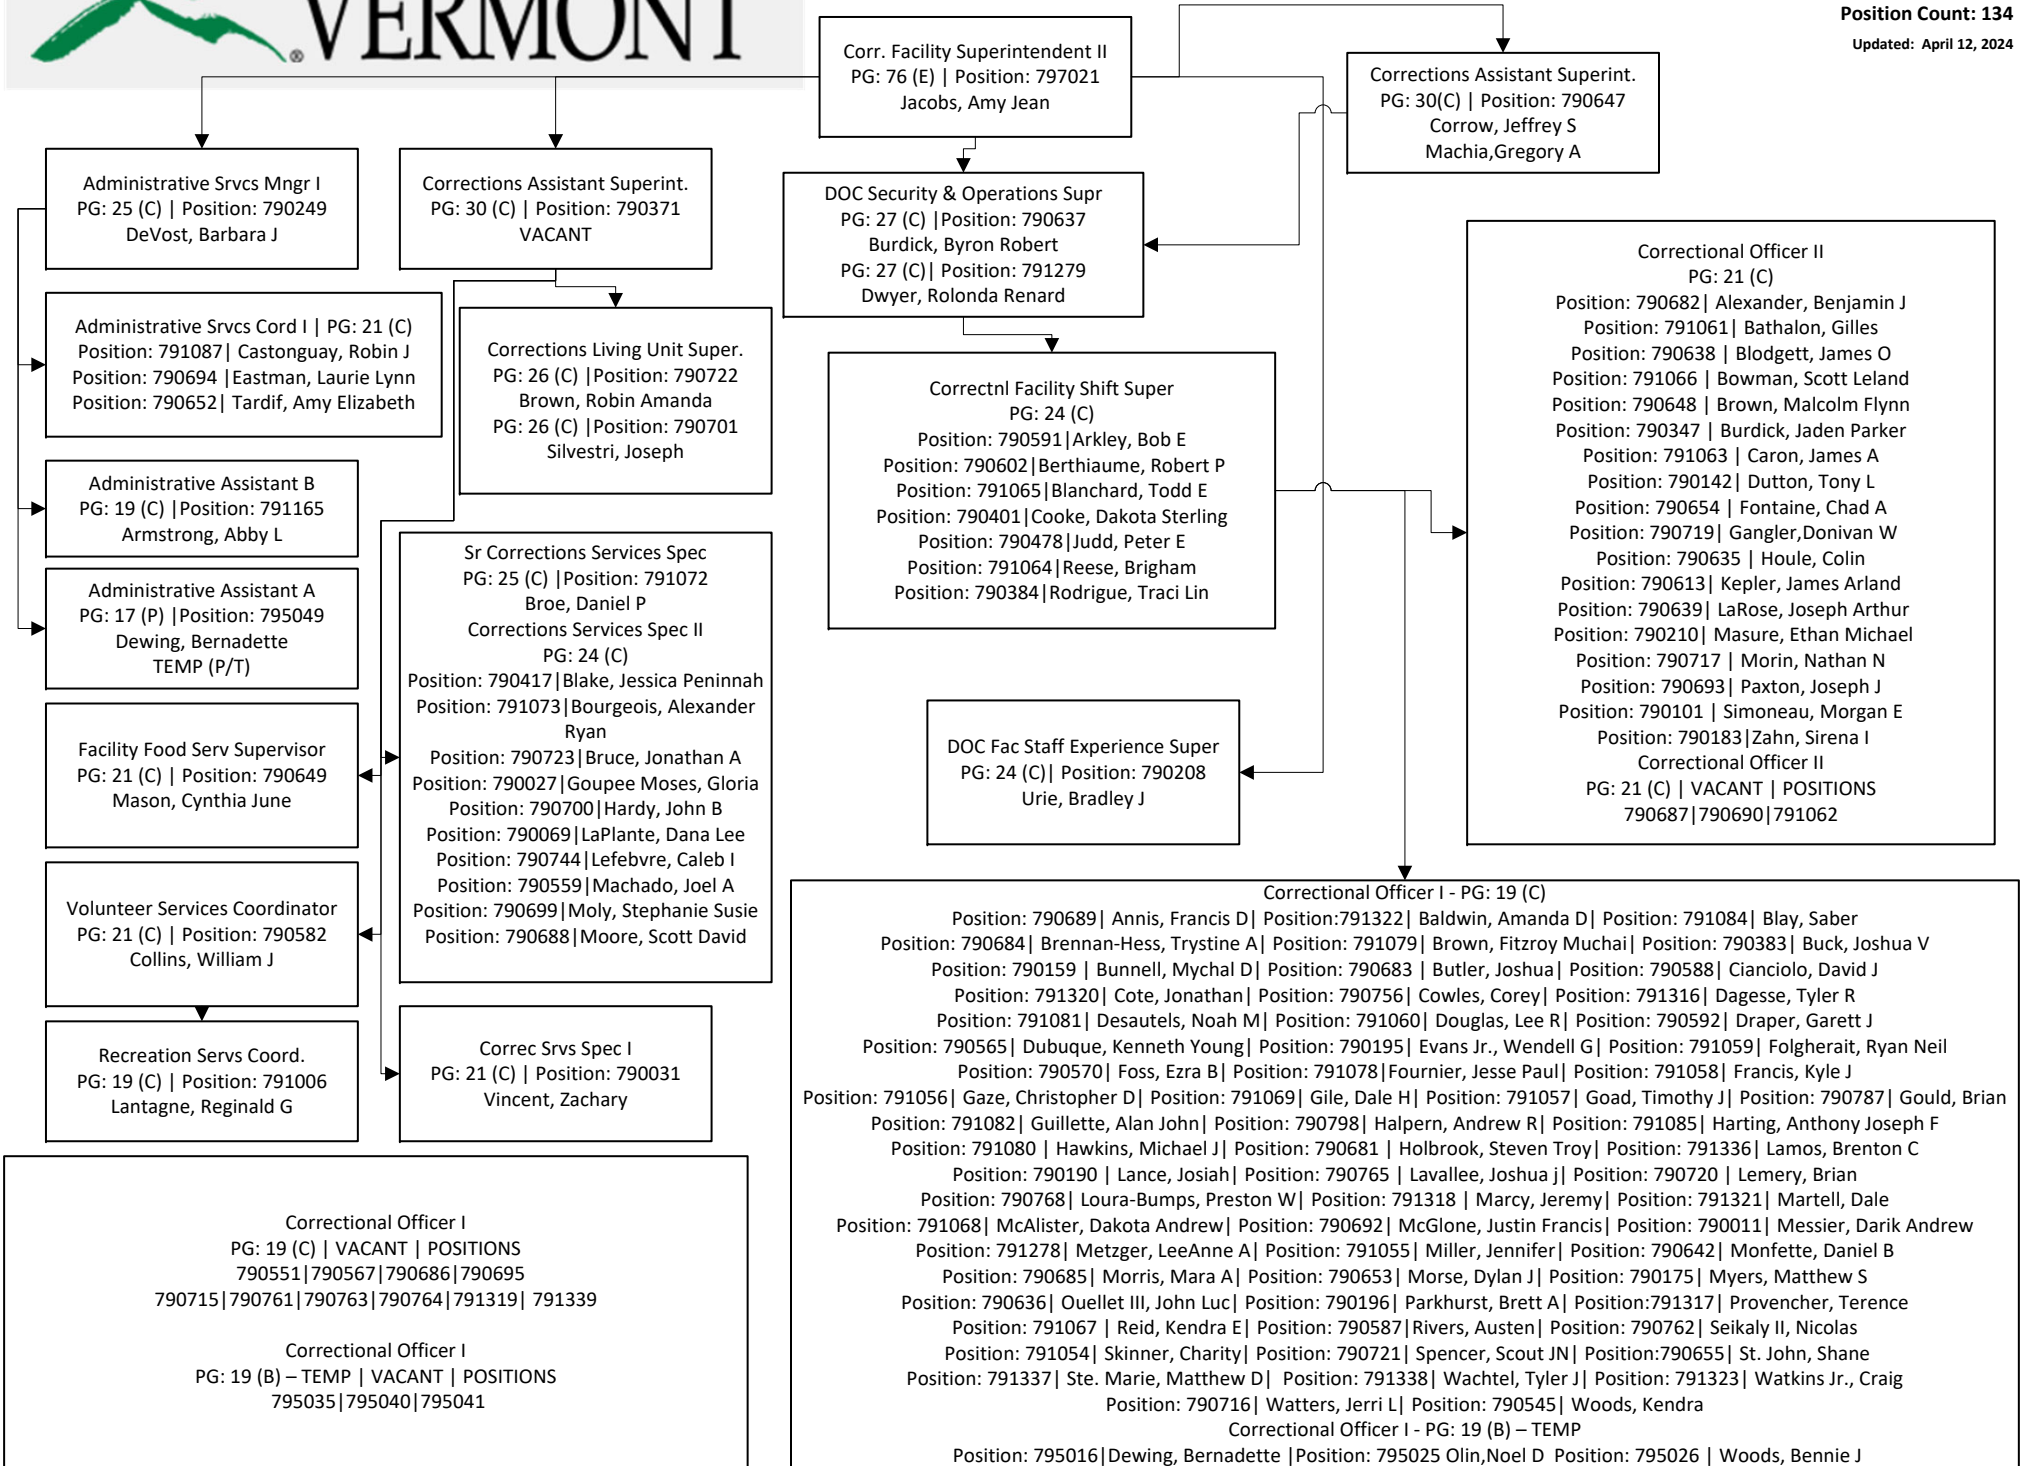 VERMONT
®
Position Count: 134
Updated: April 12, 2024
Corr. Facility Superintendent II
PG: 76 (E) | Position: 797021
Jacobs, Amy Jean
Corrections Assistant Superint.
PG: 30(C) | Position: 790647
Corrow, Jeffrey S
Machia,Gregory A
Administrative Srvcs Mngr I
PG: 25 (C) | Position: 790249
DeVost, Barbara J
Corrections Assistant Superint.
PG: 30 (C) | Position: 790371
VACANT
DOC Security & Operations Supr
PG: 27 (C) |Position: 790637
Burdick, Byron Robert
PG: 27 (C)| Position: 791279
Dwyer, Rolonda Renard
Administrative Srvcs Cord I | PG: 21 (C)
Position: 791087| Castonguay, Robin J
Position: 790694 |Eastman, Laurie Lynn
Position: 790652| Tardif, Amy Elizabeth
Corrections Living Unit Super.
PG: 26 (C) |Position: 790722
Brown, Robin Amanda
PG: 26 (C) |Position: 790701
Silvestri, Joseph
Correctnl Facility Shift Super
PG: 24 (C)
Position: 790591|Arkley, Bob E
Position: 790602|Berthiaume, Robert P
Position: 791065|Blanchard, Todd E
Position: 790401|Cooke, Dakota Sterling
Position: 790478|Judd, Peter E
Position: 791064|Reese, Brigham
Position: 790384|Rodrigue, Traci Lin
Correctional Officer II
PG: 21 (C)
Position: 790682| Alexander, Benjamin J
Position: 791061| Bathalon, Gilles
Position: 790638 | Blodgett, James O
Position: 791066 | Bowman, Scott Leland
Position: 790648 | Brown, Malcolm Flynn
Position: 790347 | Burdick, Jaden Parker
Position: 791063 | Caron, James A
Position: 790142| Dutton, Tony L
Position: 790654 | Fontaine, Chad A
Position: 790719| Gangler,Donivan W
Position: 790635 | Houle, Colin
Position: 790613| Kepler, James Arland
Position: 790639| LaRose, Joseph Arthur
Position: 790210| Masure, Ethan Michael
Position: 790717 | Morin, Nathan N
Position: 790693| Paxton, Joseph J
Position: 790101 | Simoneau, Morgan E
Position: 790183|Zahn, Sirena I
Correctional Officer II
PG: 21 (C) | VACANT | POSITIONS
790687|790690|791062
Administrative Assistant B
PG: 19 (C) |Position: 791165
Armstrong, Abby L
Administrative Assistant A
PG: 17 (P) |Position: 795049
Dewing, Bernadette
TEMP (P/T)
Sr Corrections Services Spec
PG: 25 (C) |Position: 791072
Broe, Daniel P
Corrections Services Spec II
PG: 24 (C)
Position: 790417|Blake, Jessica Peninnah
Position: 791073|Bourgeois, Alexander
Ryan
Position: 790723|Bruce, Jonathan A
Position: 790027|Goupee Moses, Gloria
Position: 790700|Hardy, John B
Position: 790069|LaPlante, Dana Lee
Position: 790744|Lefebvre, Caleb I
Position: 790559|Machado, Joel A
Position: 790699|Moly, Stephanie Susie
Position: 790688|Moore, Scott David
Facility Food Serv Supervisor
PG: 21 (C) | Position: 790649
Mason, Cynthia June
DOC Fac Staff Experience Super
PG: 24 (C)| Position: 790208
Urie, Bradley J
Volunteer Services Coordinator
PG: 21 (C) | Position: 790582
Collins, William J
Recreation Servs Coord.
PG: 19 (C) | Position: 791006
Lantagne, Reginald G
Correc Srvs Spec I
PG: 21 (C) | Position: 790031
Vincent, Zachary
Correctional Officer I - PG: 19 (C)
Position: 790689| Annis, Francis D| Position:791322| Baldwin, Amanda D| Position: 791084| Blay, Saber
Position: 790684| Brennan-Hess, Trystine A| Position: 791079| Brown, Fitzroy Muchai| Position: 790383| Buck, Joshua V
Position: 790159 | Bunnell, Mychal D| Position: 790683 | Butler, Joshua| Position: 790588| Cianciolo, David J
Position: 791320| Cote, Jonathan| Position: 790756| Cowles, Corey| Position: 791316| Dagesse, Tyler R
Position: 791081| Desautels, Noah M| Position: 791060| Douglas, Lee R| Position: 790592| Draper, Garett J
Position: 790565| Dubuque, Kenneth Young| Position: 790195| Evans Jr., Wendell G| Position: 791059| Folgherait, Ryan Neil
Position: 790570| Foss, Ezra B| Position: 791078|Fournier, Jesse Paul| Position: 791058| Francis, Kyle J
Position: 791056| Gaze, Christopher D| Position: 791069| Gile, Dale H| Position: 791057| Goad, Timothy J| Position: 790787| Gould, Brian
Position: 791082| Guillette, Alan John| Position: 790798| Halpern, Andrew R| Position: 791085| Harting, Anthony Joseph F
Position: 791080 | Hawkins, Michael J| Position: 790681 | Holbrook, Steven Troy| Position: 791336| Lamos, Brenton C
Position: 790190 | Lance, Josiah| Position: 790765 | Lavallee, Joshua j| Position: 790720 | Lemery, Brian
Position: 790768| Loura-Bumps, Preston W| Position: 791318 | Marcy, Jeremy| Position: 791321| Martell, Dale
Position: 791068| McAlister, Dakota Andrew| Position: 790692| McGlone, Justin Francis| Position: 790011| Messier, Darik Andrew
Position: 791278| Metzger, LeeAnne A| Position: 791055| Miller, Jennifer| Position: 790642| Monfette, Daniel B
Position: 790685| Morris, Mara A| Position: 790653| Morse, Dylan J| Position: 790175| Myers, Matthew S
Position: 790636| Ouellet III, John Luc| Position: 790196| Parkhurst, Brett A| Position:791317| Provencher, Terence
Position: 791067 | Reid, Kendra E| Position: 790587|Rivers, Austen| Position: 790762| Seikaly II, Nicolas
Position: 791054| Skinner, Charity| Position: 790721| Spencer, Scout JN| Position:790655| St. John, Shane
Position: 791337| Ste. Marie, Matthew D| Position: 791338| Wachtel, Tyler J| Position: 791323| Watkins Jr., Craig
Position: 790716| Watters, Jerri L| Position: 790545| Woods, Kendra
Correctional Officer I - PG: 19 (B) – TEMP
Position: 795016|Dewing, Bernadette |Position: 795025 Olin,Noel D Position: 795026 | Woods, Bennie J
Correctional Officer I
PG: 19 (C) | VACANT | POSITIONS
790551|790567|790686|790695
790715|790761|790763|790764|791319| 791339
Correctional Officer I
PG: 19 (B) – TEMP | VACANT | POSITIONS
795035|795040|795041